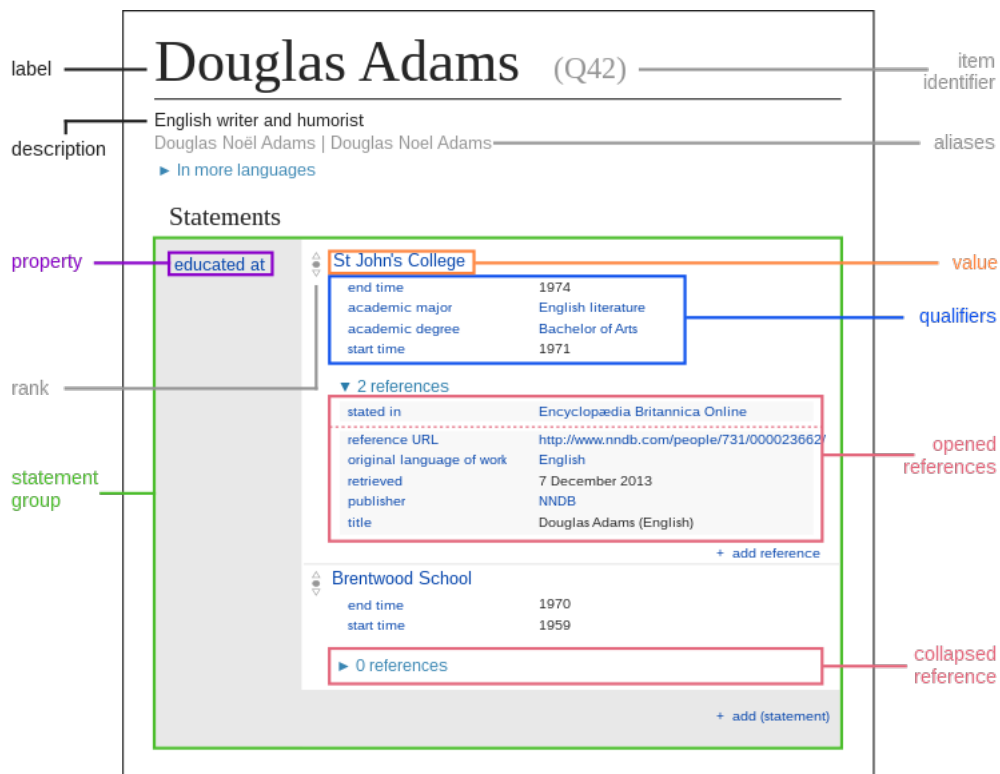 label
Douglas Adams (Q42)
item
identifier
description
English writer and humorist
Douglas Noël Adams | Douglas Noel Adams
aliases
► In more languages
Statements
property
educated at
St John's College
value
end time 1974
academic major English literature
academic degree Bachelor of Arts
start time 1971
qualifiers
rank
▼ 2 references
stated in Encyclopædia Britannica Online
reference URL http://www.nndb.com/people/731/000023662/
original language of work English
retrieved 7 December 2013
publisher NNDB
title Douglas Adams (English)
opened
references
statement
group
+ add reference
Brentwood School
end time 1970
start time 1959
► 0 references
collapsed
reference
+ add (statement)